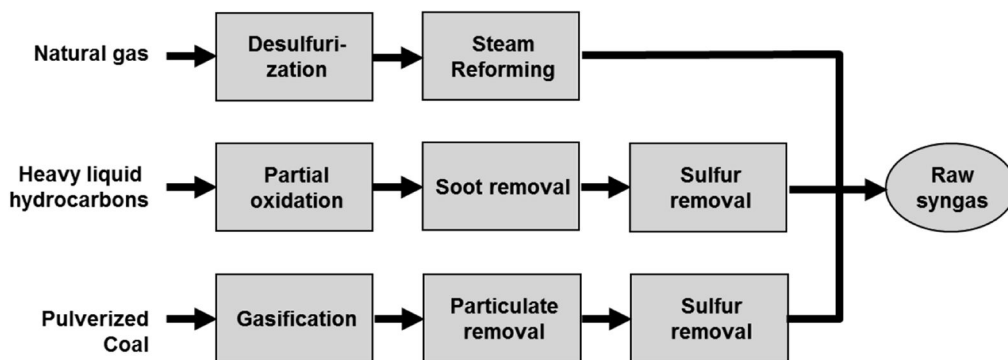 Natural gas
Desulfuri-
zation
Steam
Reforming
Heavy liquid
hydrocarbons
Partial
oxidation
Soot removal
Sulfur
removal
Raw
syngas
Pulverized
Coal
Gasification
Particulate
removal
Sulfur
removal